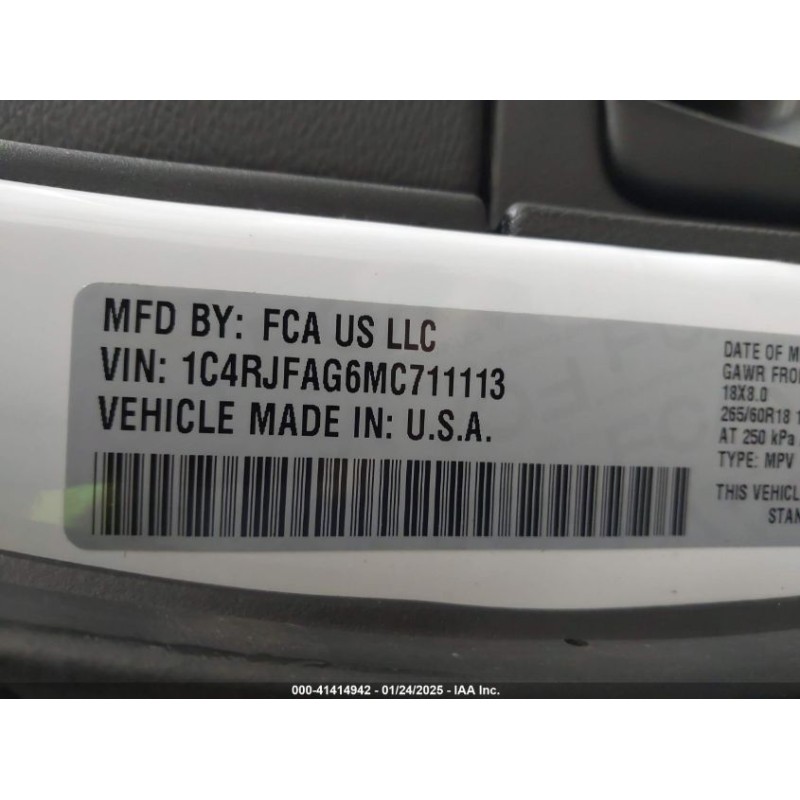 MFD BY: FCA US LLC
VIN: 1C4RJFAG6MC711113
VEHICLE MADE IN: U.S.A.
DATE OF M
GAWR FRO
18X8.0
265/60R18 1
AT 250 kPa
TYPE: MPV
THIS VEHICL
STAN
000-41414942 / 01/24/2025 - IAA Inc.